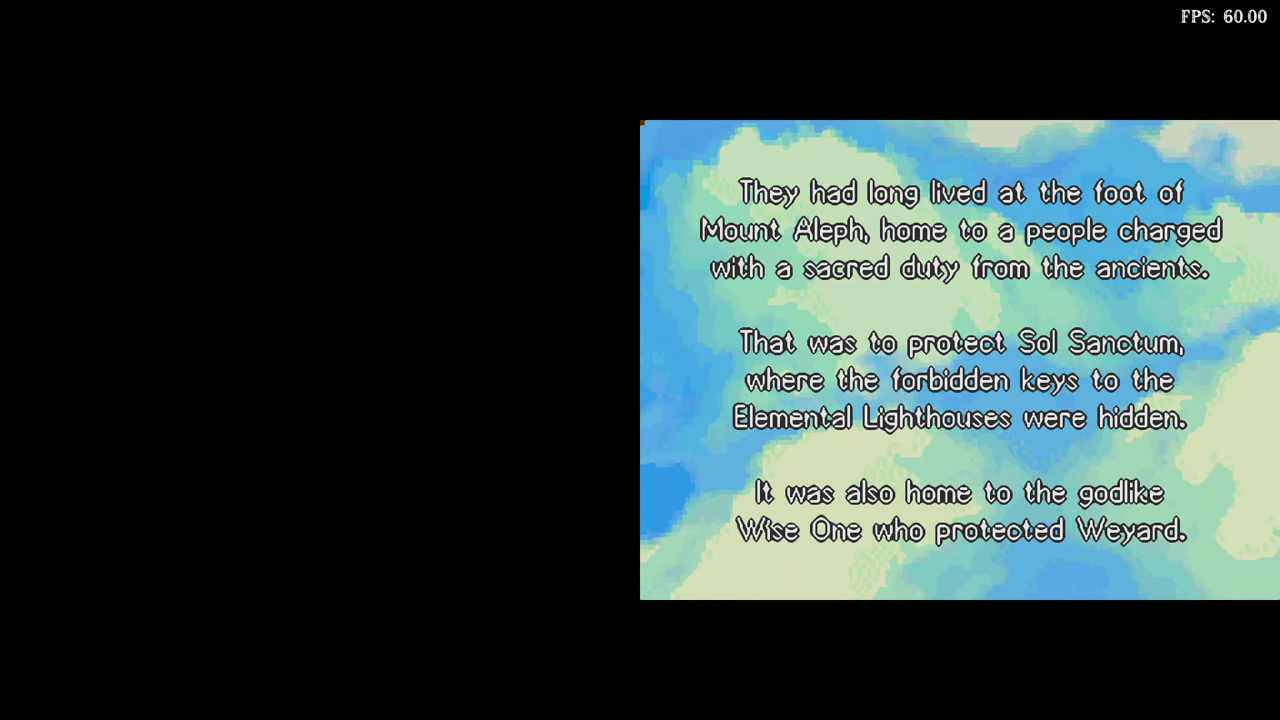 FPS: 60.00
They had long lived at the foot of
Mount Aleph, home to a people charged
with a sacred duty from the ancients.
That was to protect Sol Sanctum,
where the forbidden keys to the
Elemental Lighthouses were hidden.
It was also home to the godlike
Wise One who protected Weyard.